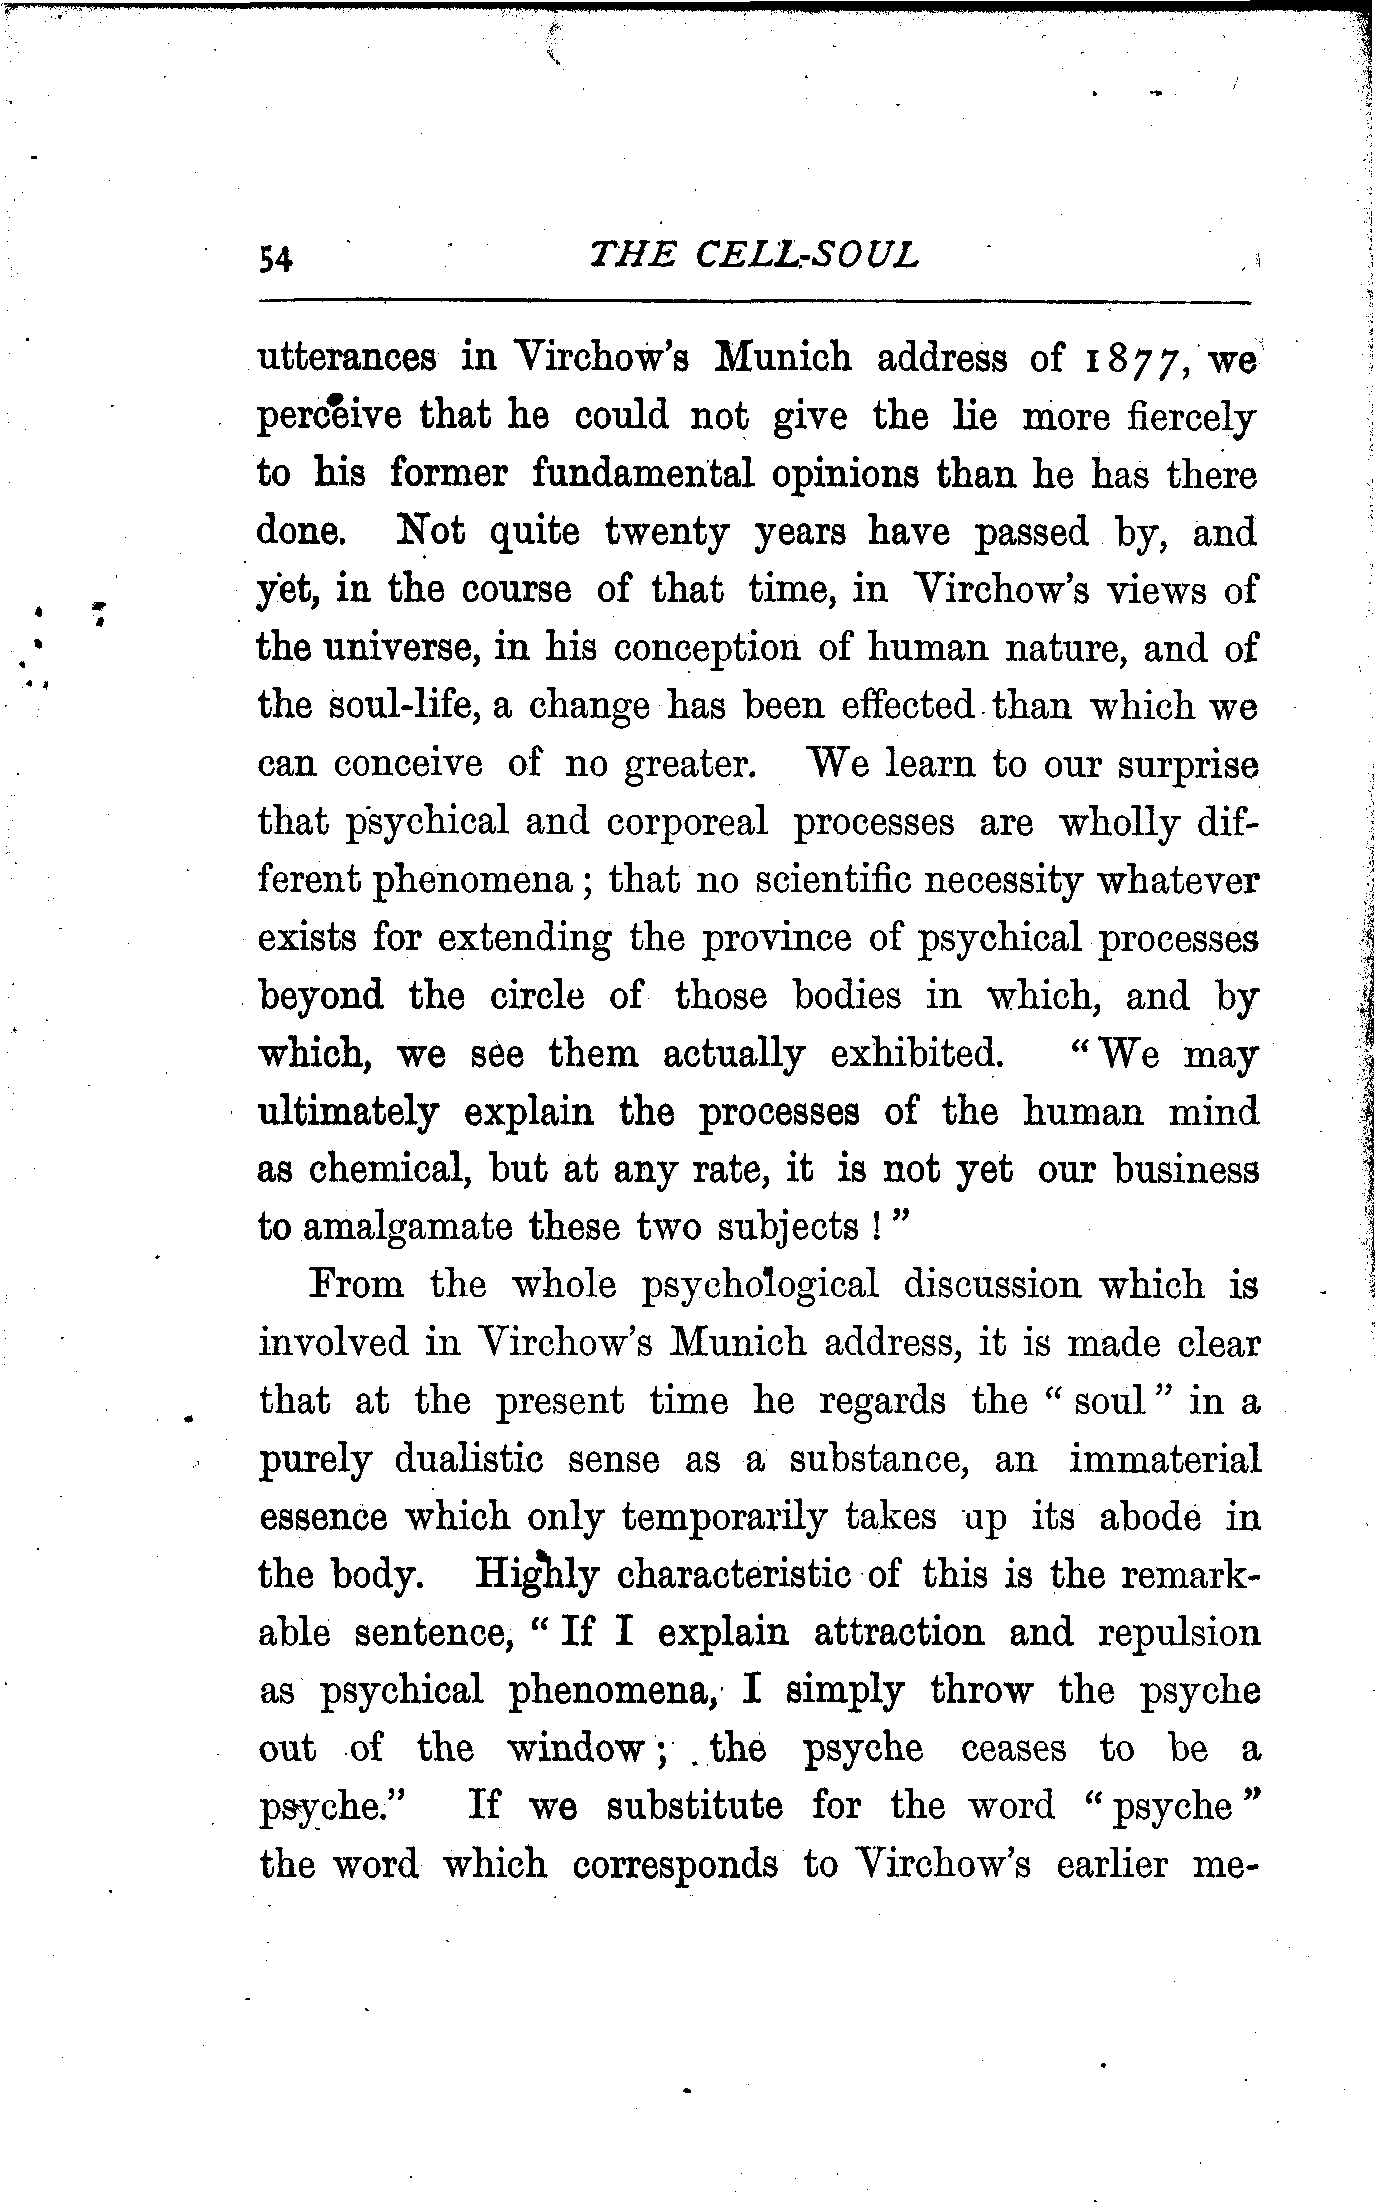 54 THE CELL-SOUL
utterances in Virchow's Munich address of 1877, we
perceive that he could not give the lie more fiercely
to his former fundamental opinions than he has there
done. Not quite twenty years have passed by, and
yet, in the course of that time, in Virchow's views of
the universe, in his conception of human nature, and of
the soul-life, a change has been effected than which we
can conceive of no greater. We learn to our surprise
that psychical and corporeal processes are wholly dif-
ferent phenomena; that no scientific necessity whatever
exists for extending the province of psychical processes
beyond the circle of those bodies in which, and by
which, we see them actually exhibited. "We may
ultimately explain the processes of the human mind
as chemical, but at any rate, it is not yet our business
to amalgamate these two subjects!"
From the whole psychological discussion which is
involved in Virchow's Munich address, it is made clear
that at the present time he regards the "soul" in a
purely dualistic sense as a substance, an immaterial
essence which only temporarily takes up its abode in
the body. Highly characteristic of this is the remark-
able sentence, "If I explain attraction and repulsion
as psychical phenomena, I simply throw the psyche
out of the window; the psyche ceases to be a
psyche." If we substitute for the word "psyche"
the word which corresponds to Virchow's earlier me-